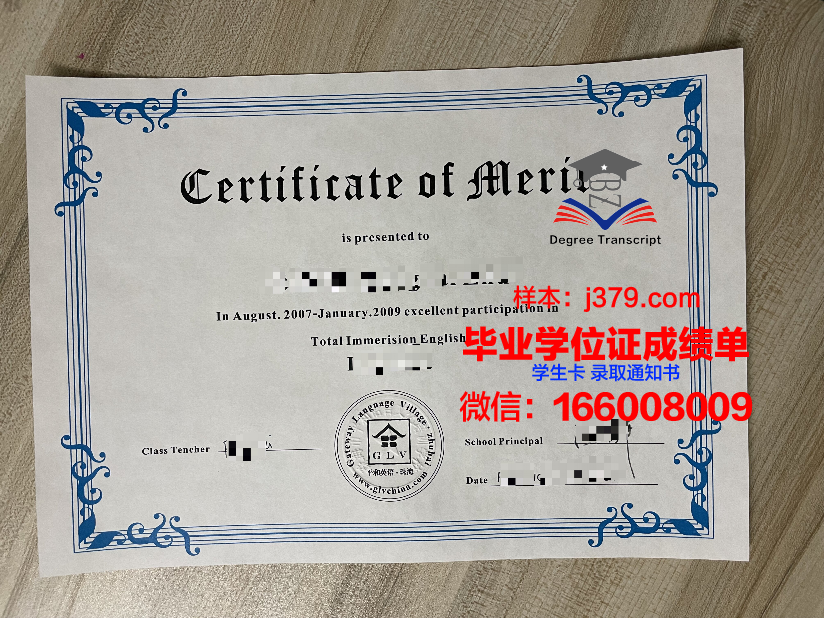 Certificate of Merit
BZ
Degree Transcript
is presented to
样本：j379.com
In August. 2007-January.2009 excellent participation in
毕业学位证成绩单
Total Immerision English
学生卡 录取通知书
微信：166008009
Gateway Language Village · zhuhai
GLV
www.glvchina.com
Class Tencher
School Principal
Date